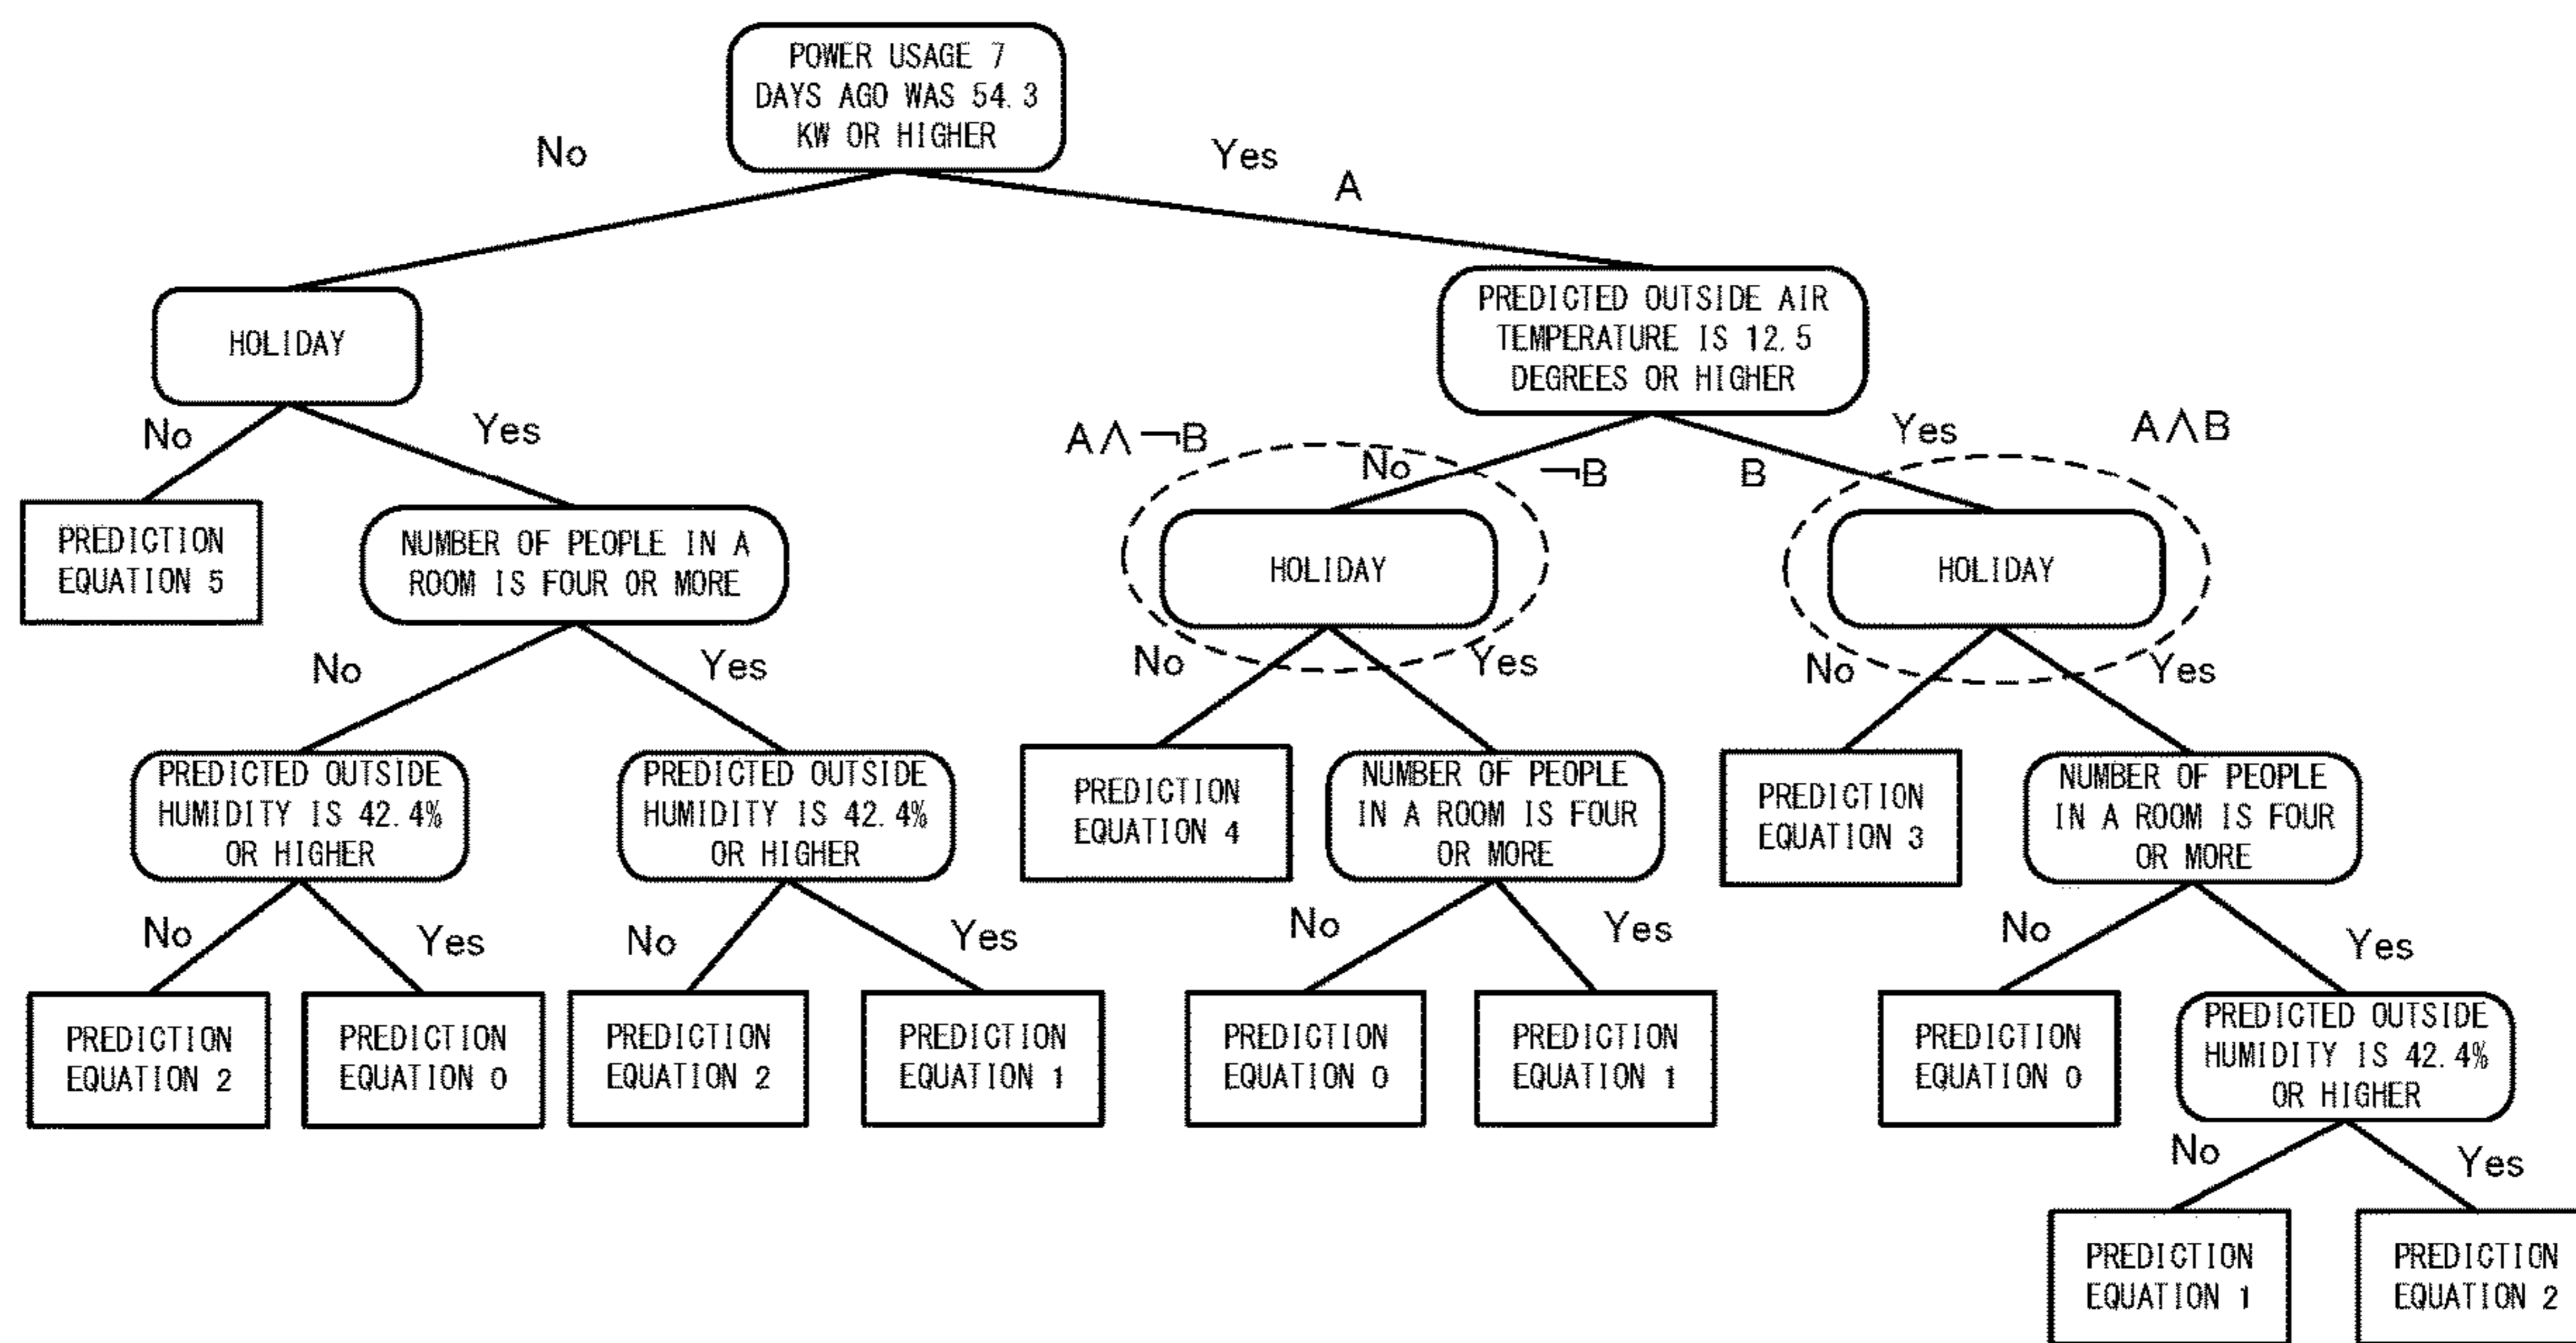 POWER USAGE 7
DAYS AGO WAS 54.3
KW OR HIGHER
No
Yes
A
HOLIDAY
PREDICTED OUTSIDE AIR
TEMPERATURE IS 12.5
DEGREES OR HIGHER
No
Yes
A∧¬B
No
¬B
B
Yes
A∧B
PREDICTION
EQUATION 5
NUMBER OF PEOPLE IN A
ROOM IS FOUR OR MORE
HOLIDAY
HOLIDAY
No
Yes
No
Yes
No
Yes
PREDICTED OUTSIDE
HUMIDITY IS 42.4%
OR HIGHER
PREDICTED OUTSIDE
HUMIDITY IS 42.4%
OR HIGHER
PREDICTION
EQUATION 4
NUMBER OF PEOPLE
IN A ROOM IS FOUR
OR MORE
PREDICTION
EQUATION 3
NUMBER OF PEOPLE
IN A ROOM IS FOUR
OR MORE
No
Yes
No
Yes
No
Yes
No
Yes
PREDICTION
EQUATION 2
PREDICTION
EQUATION 0
PREDICTION
EQUATION 2
PREDICTION
EQUATION 1
PREDICTION
EQUATION 0
PREDICTION
EQUATION 1
PREDICTION
EQUATION 0
PREDICTED OUTSIDE
HUMIDITY IS 42.4%
OR HIGHER
No
Yes
PREDICTION
EQUATION 1
PREDICTION
EQUATION 2